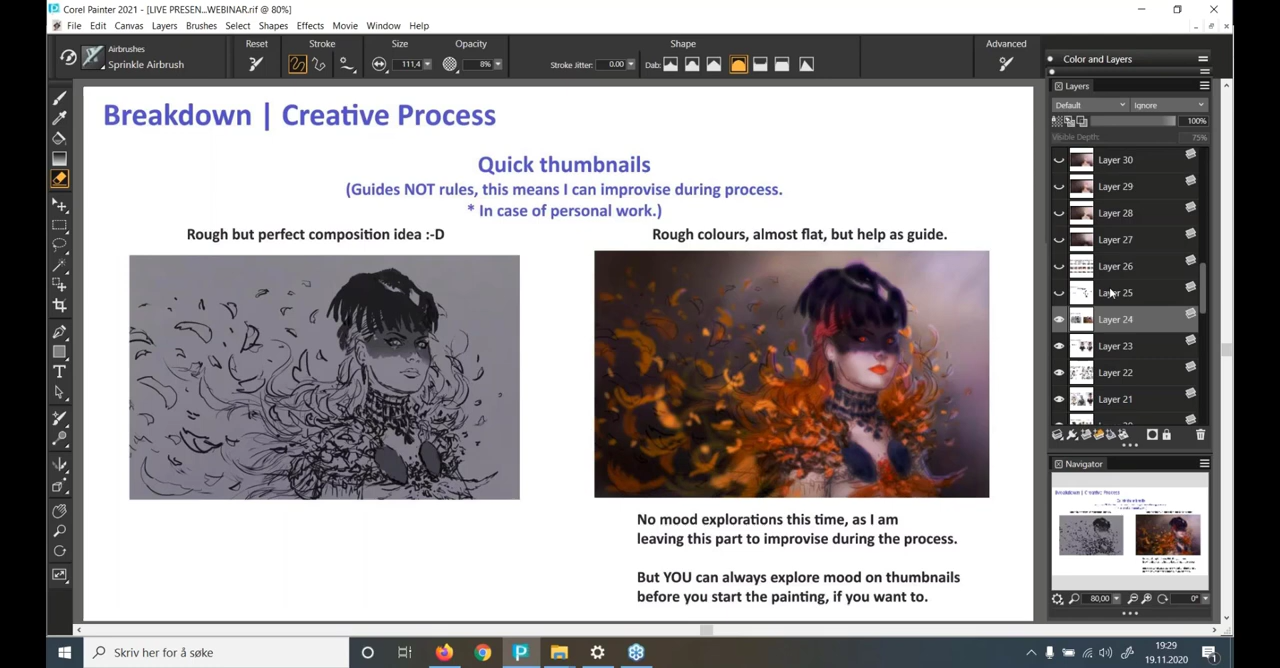 Corel Painter 2021 - [LIVE PRESEN...WEBINAR.rif @ 80%]
File Edit Canvas Layers Brushes Select Shapes Effects Movie Window Help
Airbrushes
Sprinkle Airbrush
Reset
Stroke
Size
111,4
Opacity
8%
Stroke Jitter: 0.00
Shape
Dab:
Advanced
Color and Layers
Layers
Default
Ignore
100%
Visible Depth:
75%
Layer 30
Layer 29
Layer 28
Layer 27
Layer 26
Layer 25
Layer 24
Layer 23
Layer 22
Layer 21
Navigator
80,00
0°
Breakdown | Creative Process
Quick thumbnails
(Guides NOT rules, this means I can improvise during process.
* In case of personal work.)
Rough but perfect composition idea :-D
Rough colours, almost flat, but help as guide.
No mood explorations this time, as I am
leaving this part to improvise during the process.
But YOU can always explore mood on thumbnails
before you start the painting, if you want to.
Skriv her for å søke
19:29
19.11.2020